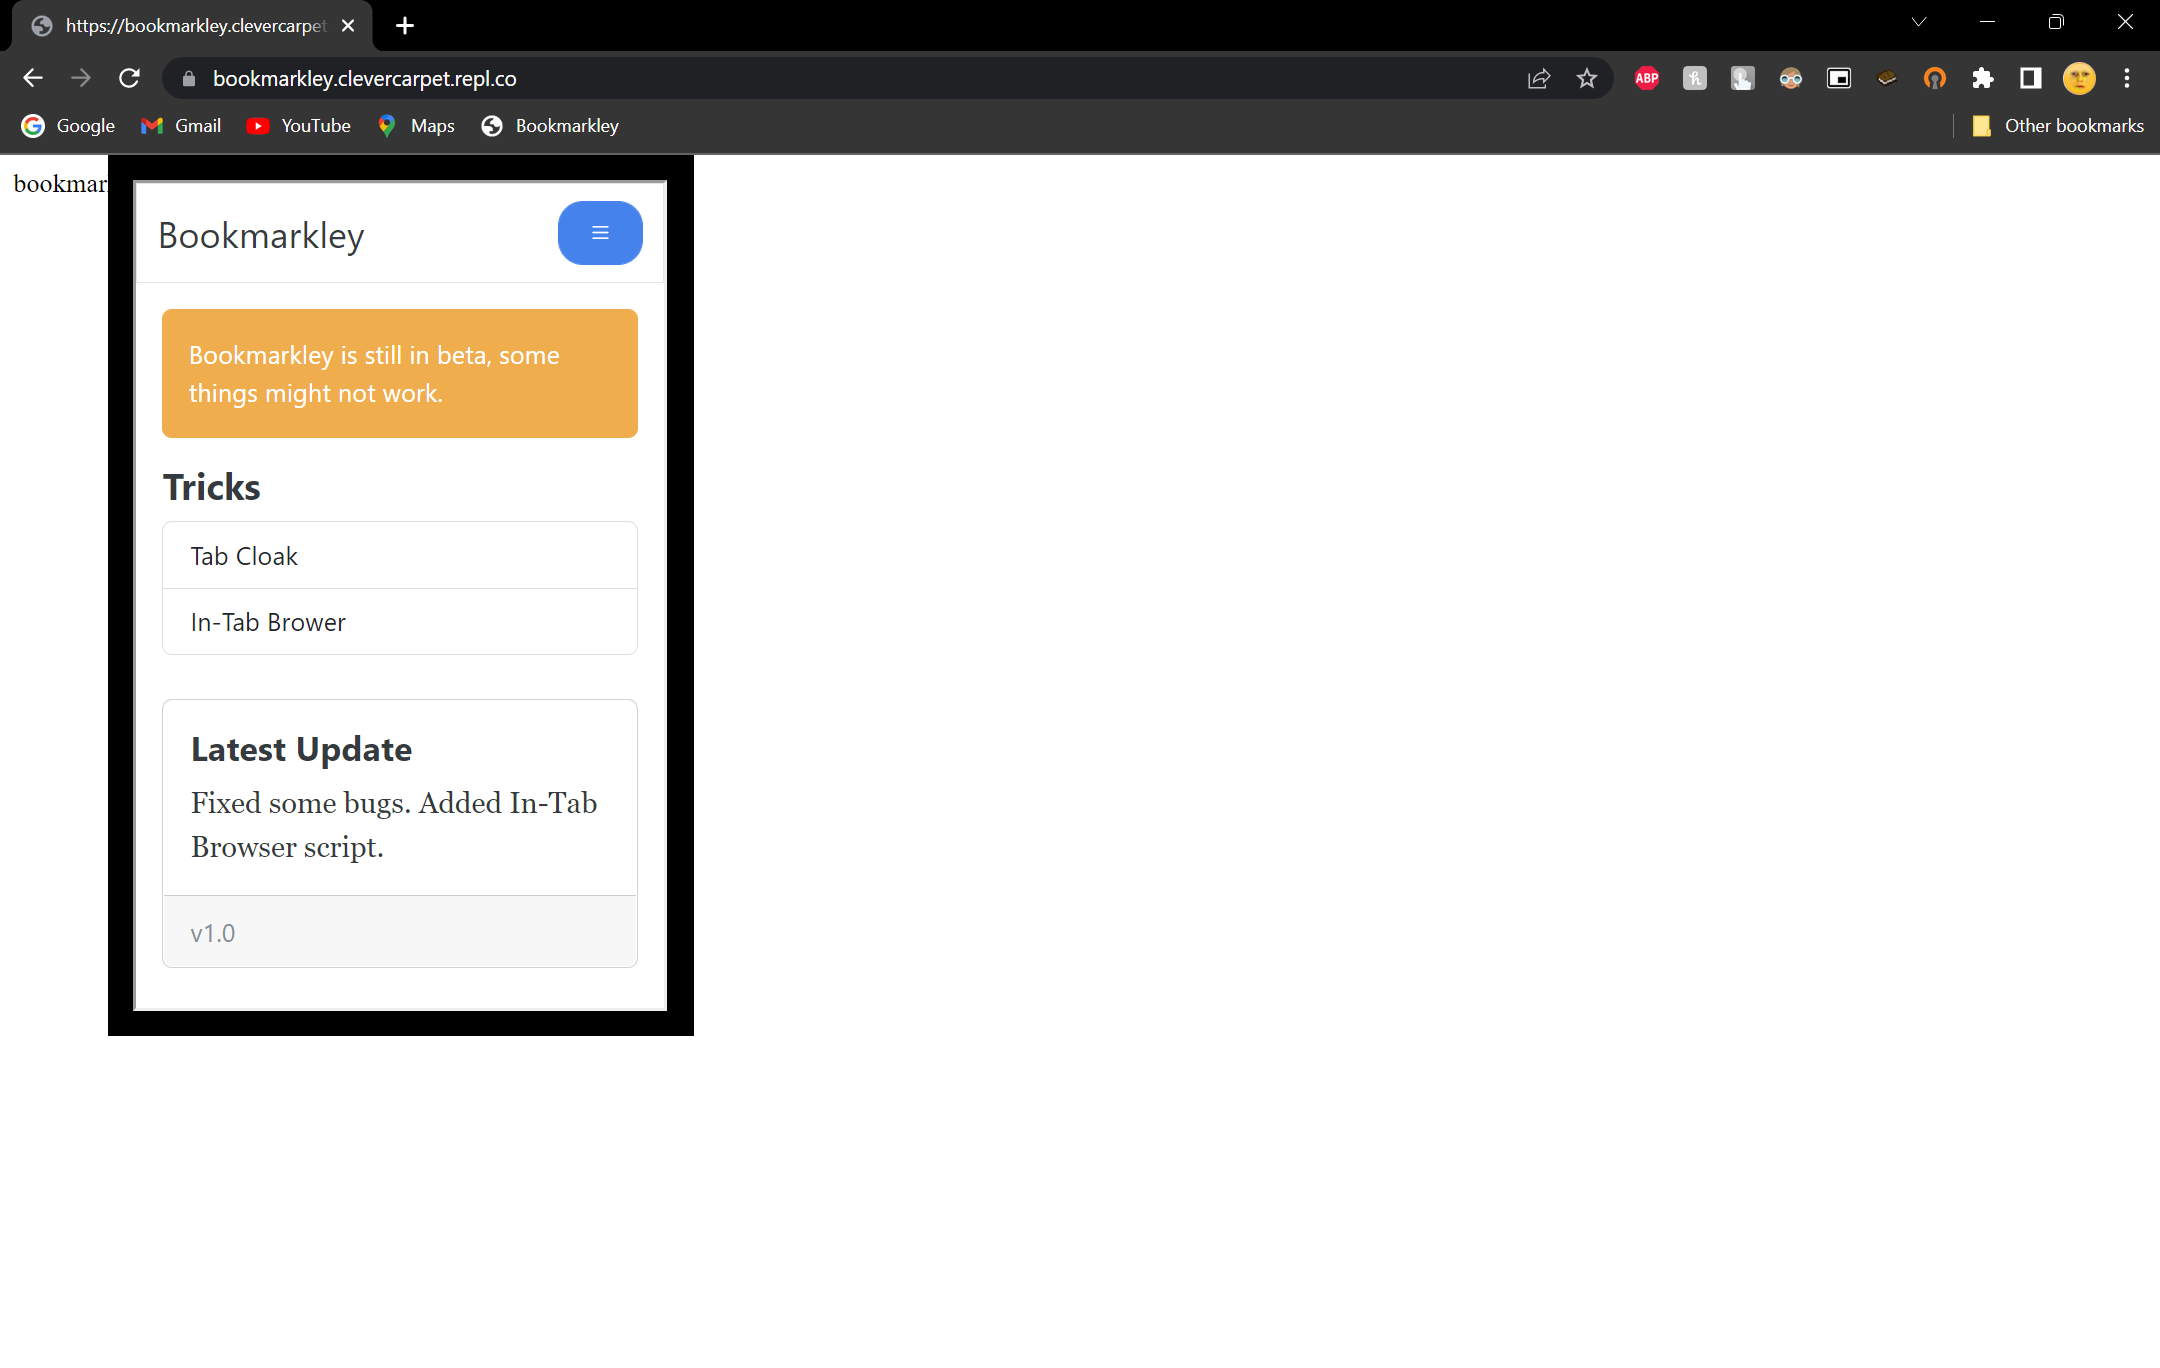 https://bookmarkley.clevercarpet
bookmarkley.clevercarpet.repl.co
ABP
Google
Gmail
YouTube
Maps
Bookmarkley
Other bookmarks
bookmar
Bookmarkley
Bookmarkley is still in beta, some
things might not work.
Tricks
Tab Cloak
In-Tab Brower
Latest Update
Fixed some bugs. Added In-Tab
Browser script.
v1.0